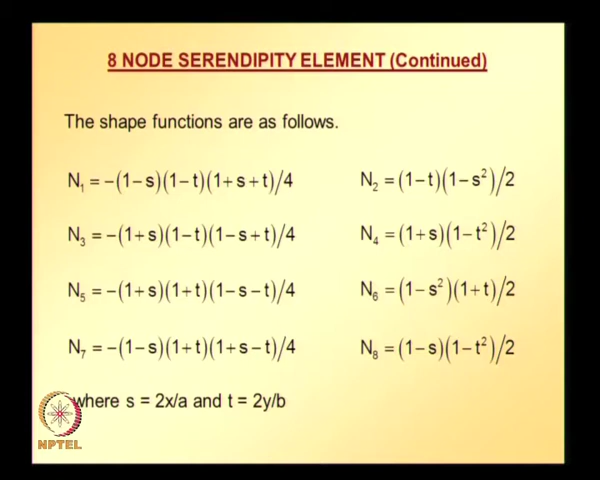 8 NODE SERENDIPITY ELEMENT (Continued)
The shape functions are as follows.
N₁ = −(1−s)(1−t)(1+s+t)/4 N₂ = (1−t)(1−s²)/2
N₃ = −(1+s)(1−t)(1−s+t)/4 N₄ = (1+s)(1−t²)/2
N₅ = −(1+s)(1+t)(1−s−t)/4 N₆ = (1−s²)(1+t)/2
N₇ = −(1−s)(1+t)(1+s−t)/4 N₈ = (1−s)(1−t²)/2
where s = 2x/a and t = 2y/b
NPTEL